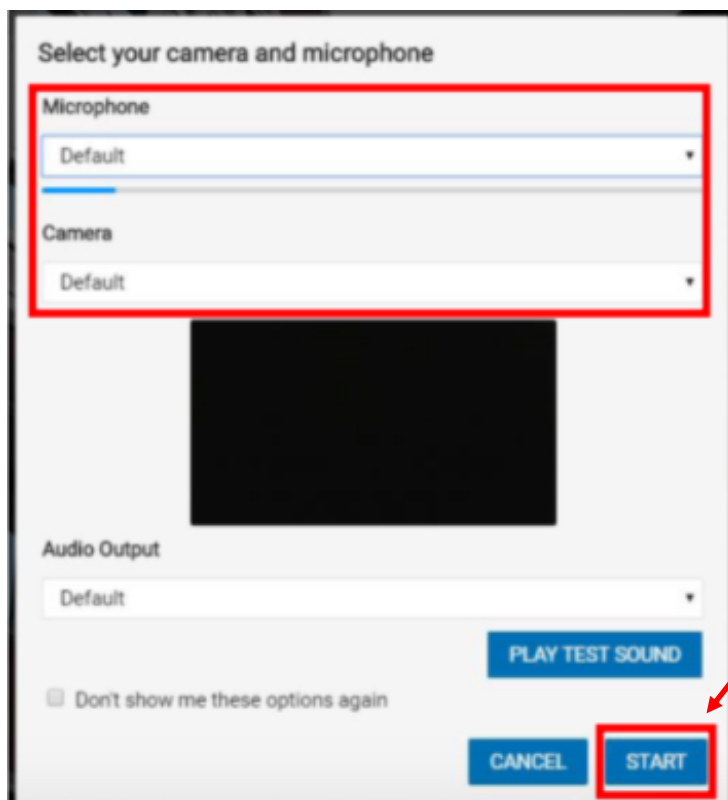 Select your camera and microphone
Microphone
Default
Camera
Default
Audio Output
Default
PLAY TEST SOUND
Don't show me these options again
CANCEL START